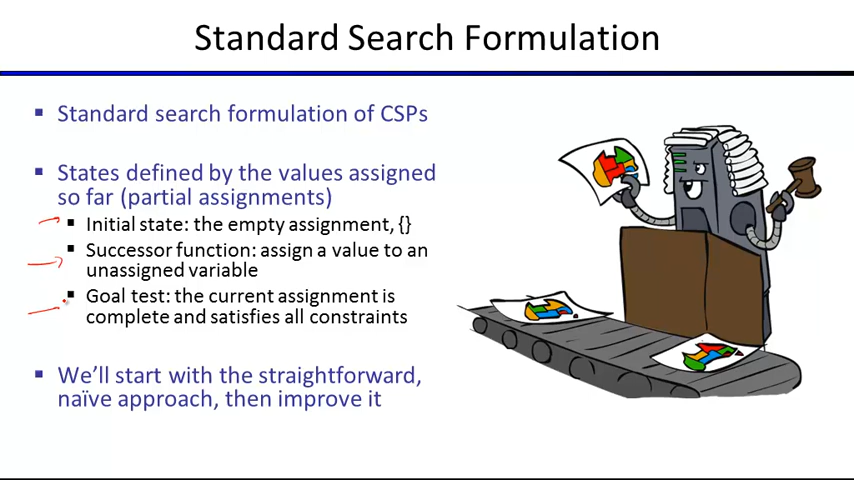 Standard Search Formulation
▪ Standard search formulation of CSPs
▪ States defined by the values assigned
so far (partial assignments)
▪ Initial state: the empty assignment, {}
▪ Successor function: assign a value to an
unassigned variable
▪ Goal test: the current assignment is
complete and satisfies all constraints
▪ We'll start with the straightforward,
naïve approach, then improve it